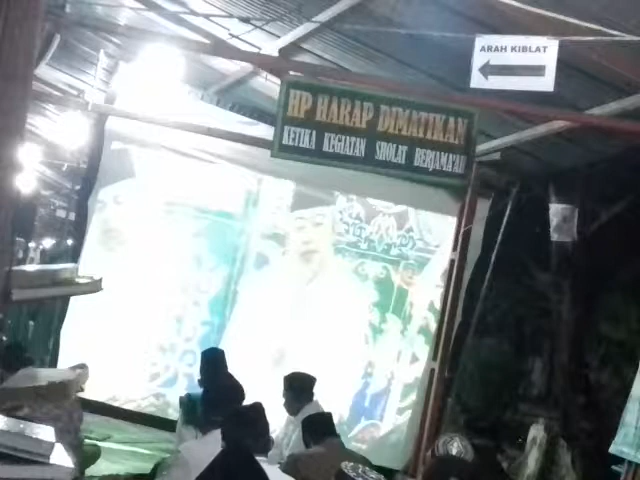 ARAH KIBLAT
HP HARAP DIMATIKAN
KETIKA KEGIATAN SHOLAT BERJAMA'AH